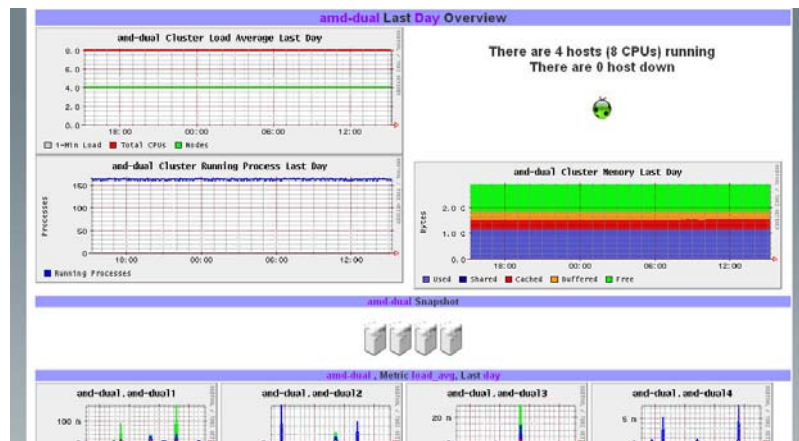 amd-dual Last Day Overview
amd-dual Cluster Load Average Last Day
8.0
6.0
4.0
2.0
0.0
18:00 00:00 06:00 12:00
1-Min Load Total CPUs Nodes
There are 4 hosts (8 CPUs) running
There are 0 host down
amd-dual Cluster Running Process Last Day
Processes
150
100
50
0
18:00 00:00 06:00 12:00
Running Processes
amd-dual Cluster Memory Last Day
Bytes
2.0 G
1.0 G
0.0
18:00 00:00 06:00 12:00
Used Shared Cached Buffered Free
amd-dual Snapshot
amd-dual , Metric load_avg, Last day
amd-dual, amd-dual1
100 m
amd-dual, amd-dual2
amd-dual, amd-dual3
20 m
amd-dual, amd-dual4
5 m